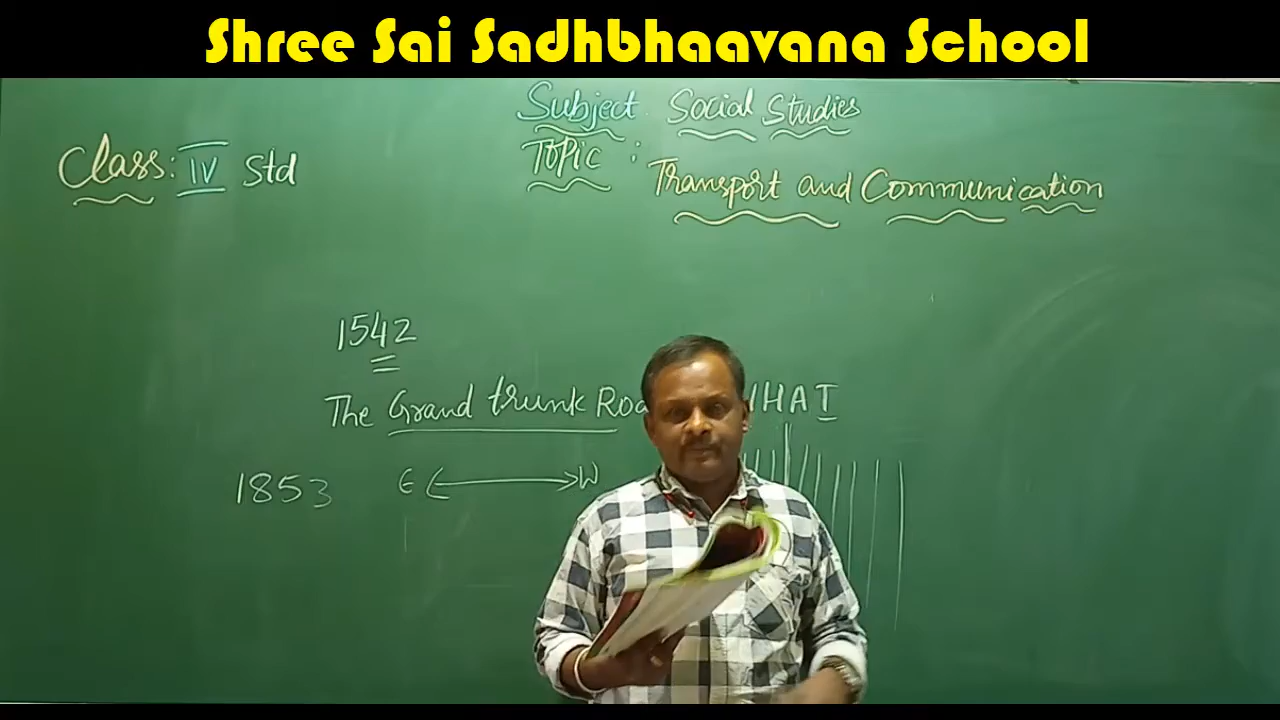 Shree Sai Sadhbhaavana School
Subject. Social Studies
Class: IV Std
Topic :
Transport and Communication
1542
The Grand trunk Roa HAT
1853
E W